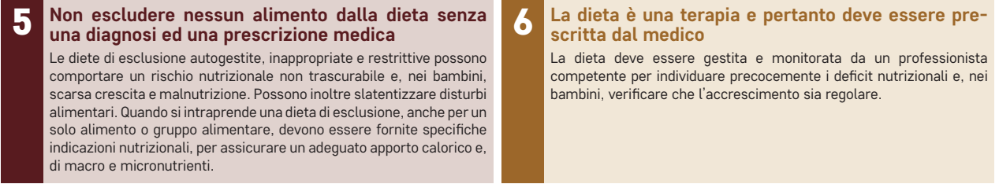 5
Non escludere nessun alimento dalla dieta senza
una diagnosi ed una prescrizione medica
Le diete di esclusione autogestite, inappropriate e restrittive possono
comportare un rischio nutrizionale non trascurabile e, nei bambini,
scarsa crescita e malnutrizione. Possono inoltre slatentizzare disturbi
alimentari. Quando si intraprende una dieta di esclusione, anche per un
solo alimento o gruppo alimentare, devono essere fornite specifiche
indicazioni nutrizionali, per assicurare un adeguato apporto calorico e,
di macro e micronutrienti.
6
La dieta è una terapia e pertanto deve essere pre-
scritta dal medico
La dieta deve essere gestita e monitorata da un professionista
competente per individuare precocemente i deficit nutrizionali e, nei
bambini, verificare che l'accrescimento sia regolare.